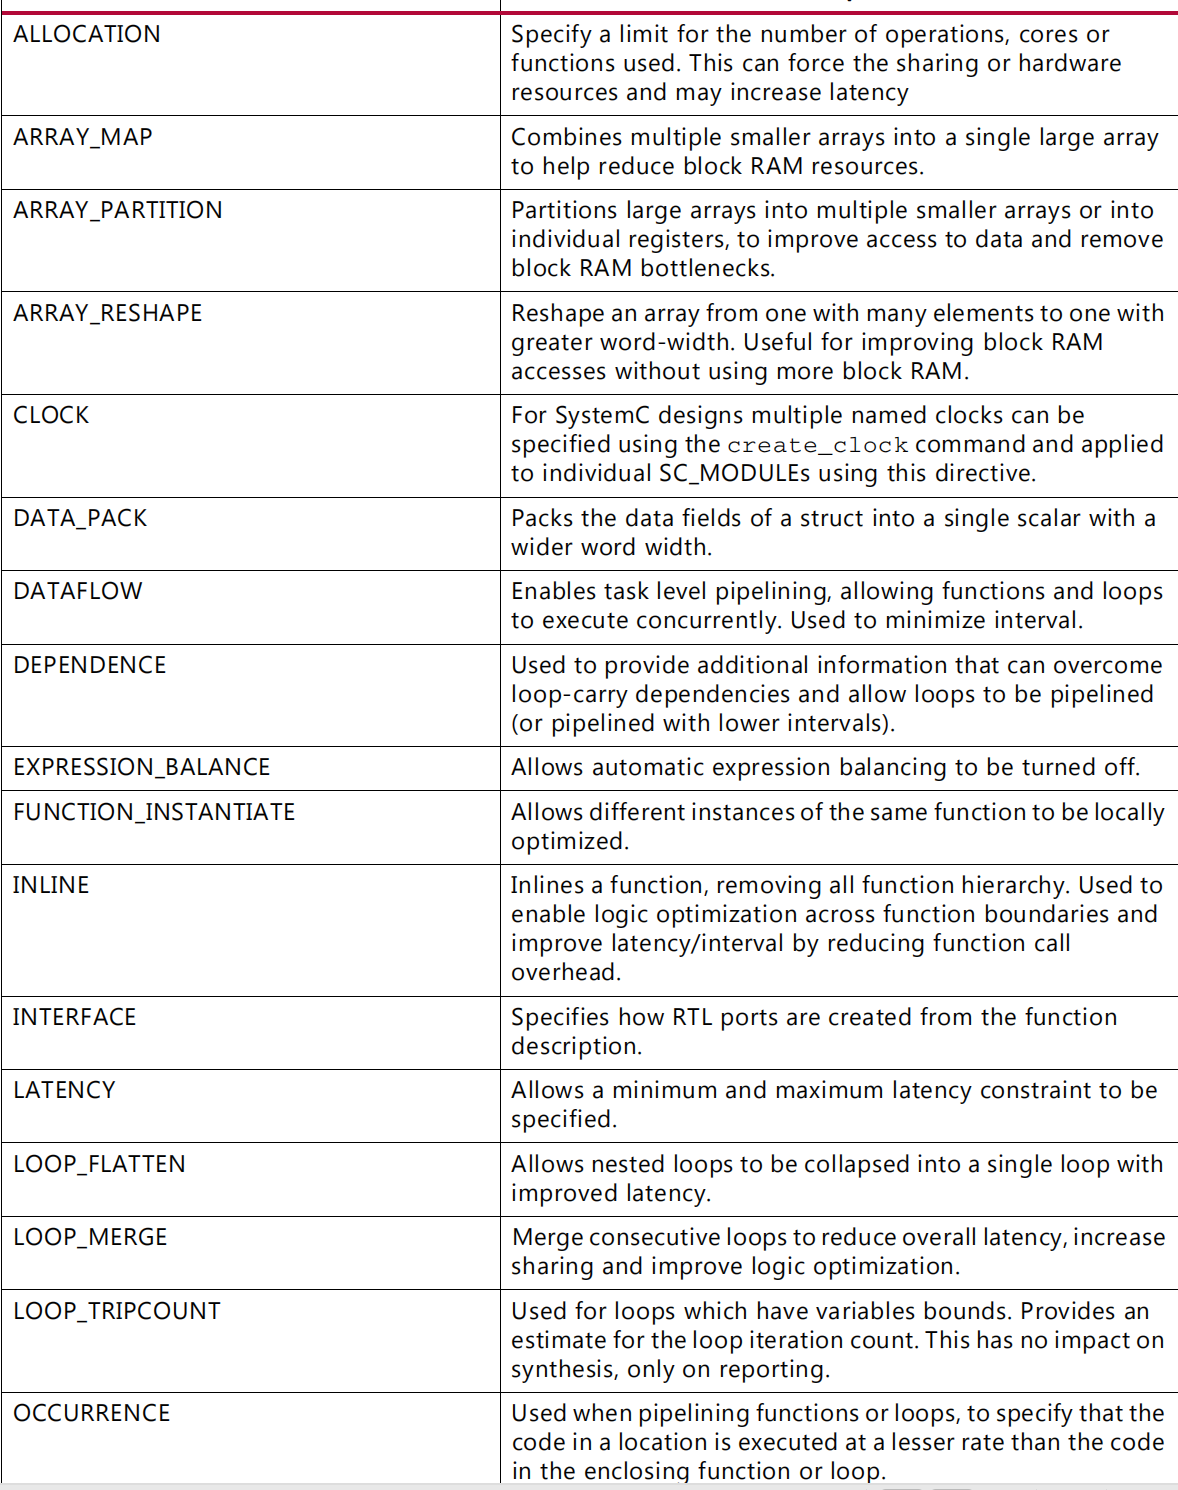 ALLOCATION
Specify a limit for the number of operations, cores or
functions used. This can force the sharing or hardware
resources and may increase latency
ARRAY_MAP
Combines multiple smaller arrays into a single large array
to help reduce block RAM resources.
ARRAY_PARTITION
Partitions large arrays into multiple smaller arrays or into
individual registers, to improve access to data and remove
block RAM bottlenecks.
ARRAY_RESHAPE
Reshape an array from one with many elements to one with
greater word-width. Useful for improving block RAM
accesses without using more block RAM.
CLOCK
For SystemC designs multiple named clocks can be
specified using the create_clock command and applied
to individual SC_MODULEs using this directive.
DATA_PACK
Packs the data fields of a struct into a single scalar with a
wider word width.
DATAFLOW
Enables task level pipelining, allowing functions and loops
to execute concurrently. Used to minimize interval.
DEPENDENCE
Used to provide additional information that can overcome
loop-carry dependencies and allow loops to be pipelined
(or pipelined with lower intervals).
EXPRESSION_BALANCE
Allows automatic expression balancing to be turned off.
FUNCTION_INSTANTIATE
Allows different instances of the same function to be locally
optimized.
INLINE
Inlines a function, removing all function hierarchy. Used to
enable logic optimization across function boundaries and
improve latency/interval by reducing function call
overhead.
INTERFACE
Specifies how RTL ports are created from the function
description.
LATENCY
Allows a minimum and maximum latency constraint to be
specified.
LOOP_FLATTEN
Allows nested loops to be collapsed into a single loop with
improved latency.
LOOP_MERGE
Merge consecutive loops to reduce overall latency, increase
sharing and improve logic optimization.
LOOP_TRIPCOUNT
Used for loops which have variables bounds. Provides an
estimate for the loop iteration count. This has no impact on
synthesis, only on reporting.
OCCURRENCE
Used when pipelining functions or loops, to specify that the
code in a location is executed at a lesser rate than the code
in the enclosing function or loop.